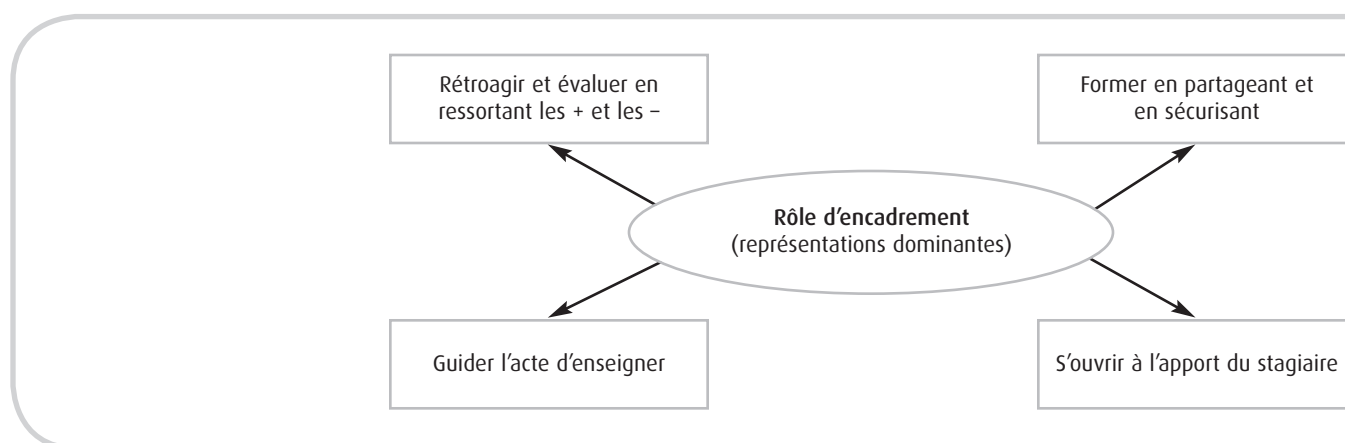 Rétroagir et évaluer en
ressortant les + et les –
Former en partageant et
en sécurisant
Rôle d'encadrement
(représentations dominantes)
Guider l'acte d'enseigner
S'ouvrir à l'apport du stagiaire